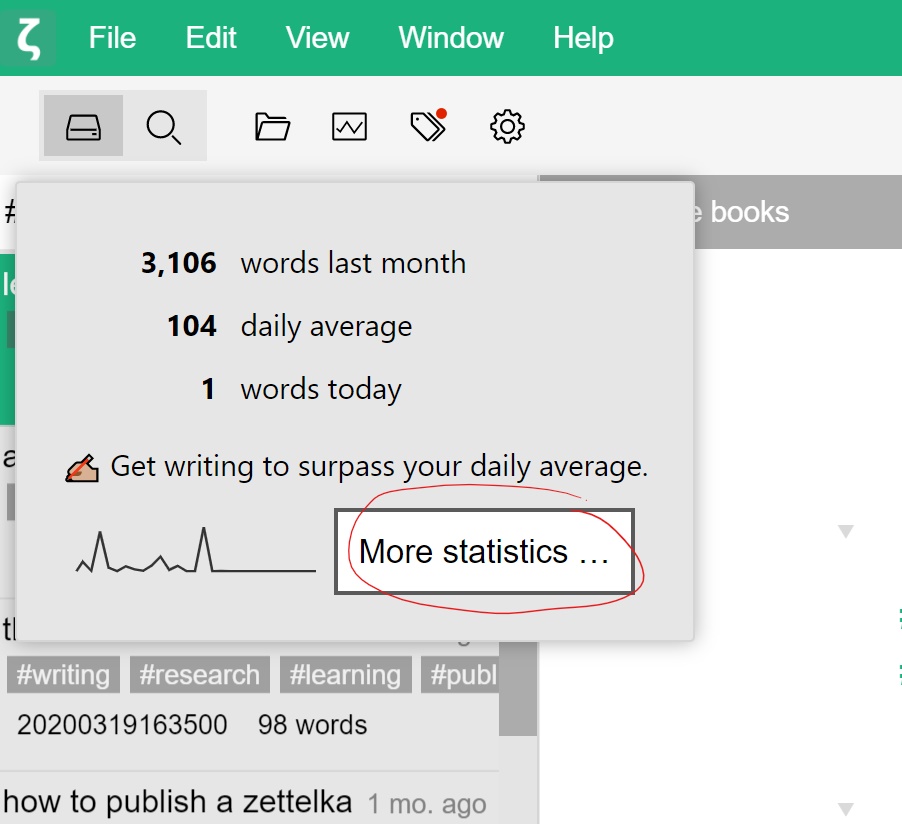 ζ File Edit View Window Help
books
3,106 words last month
104 daily average
1 words today
Get writing to surpass your daily average.
More statistics …
#writing #research #learning #publ
20200319163500 98 words
how to publish a zettelka 1 mo. ago